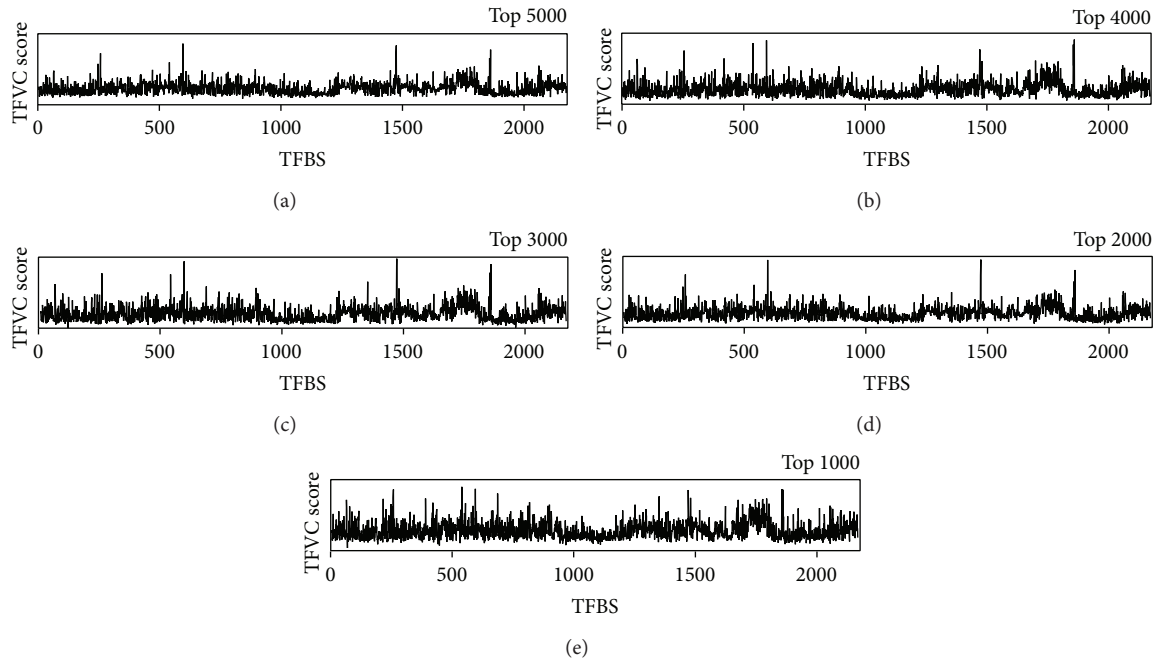 Top 5000
TFVC score
0 500 1000 1500 2000
TFBS
(a)
Top 4000
TFVC score
0 500 1000 1500 2000
TFBS
(b)
Top 3000
TFVC score
0 500 1000 1500 2000
TFBS
(c)
Top 2000
TFVC score
0 500 1000 1500 2000
TFBS
(d)
Top 1000
TFVC score
0 500 1000 1500 2000
TFBS
(e)